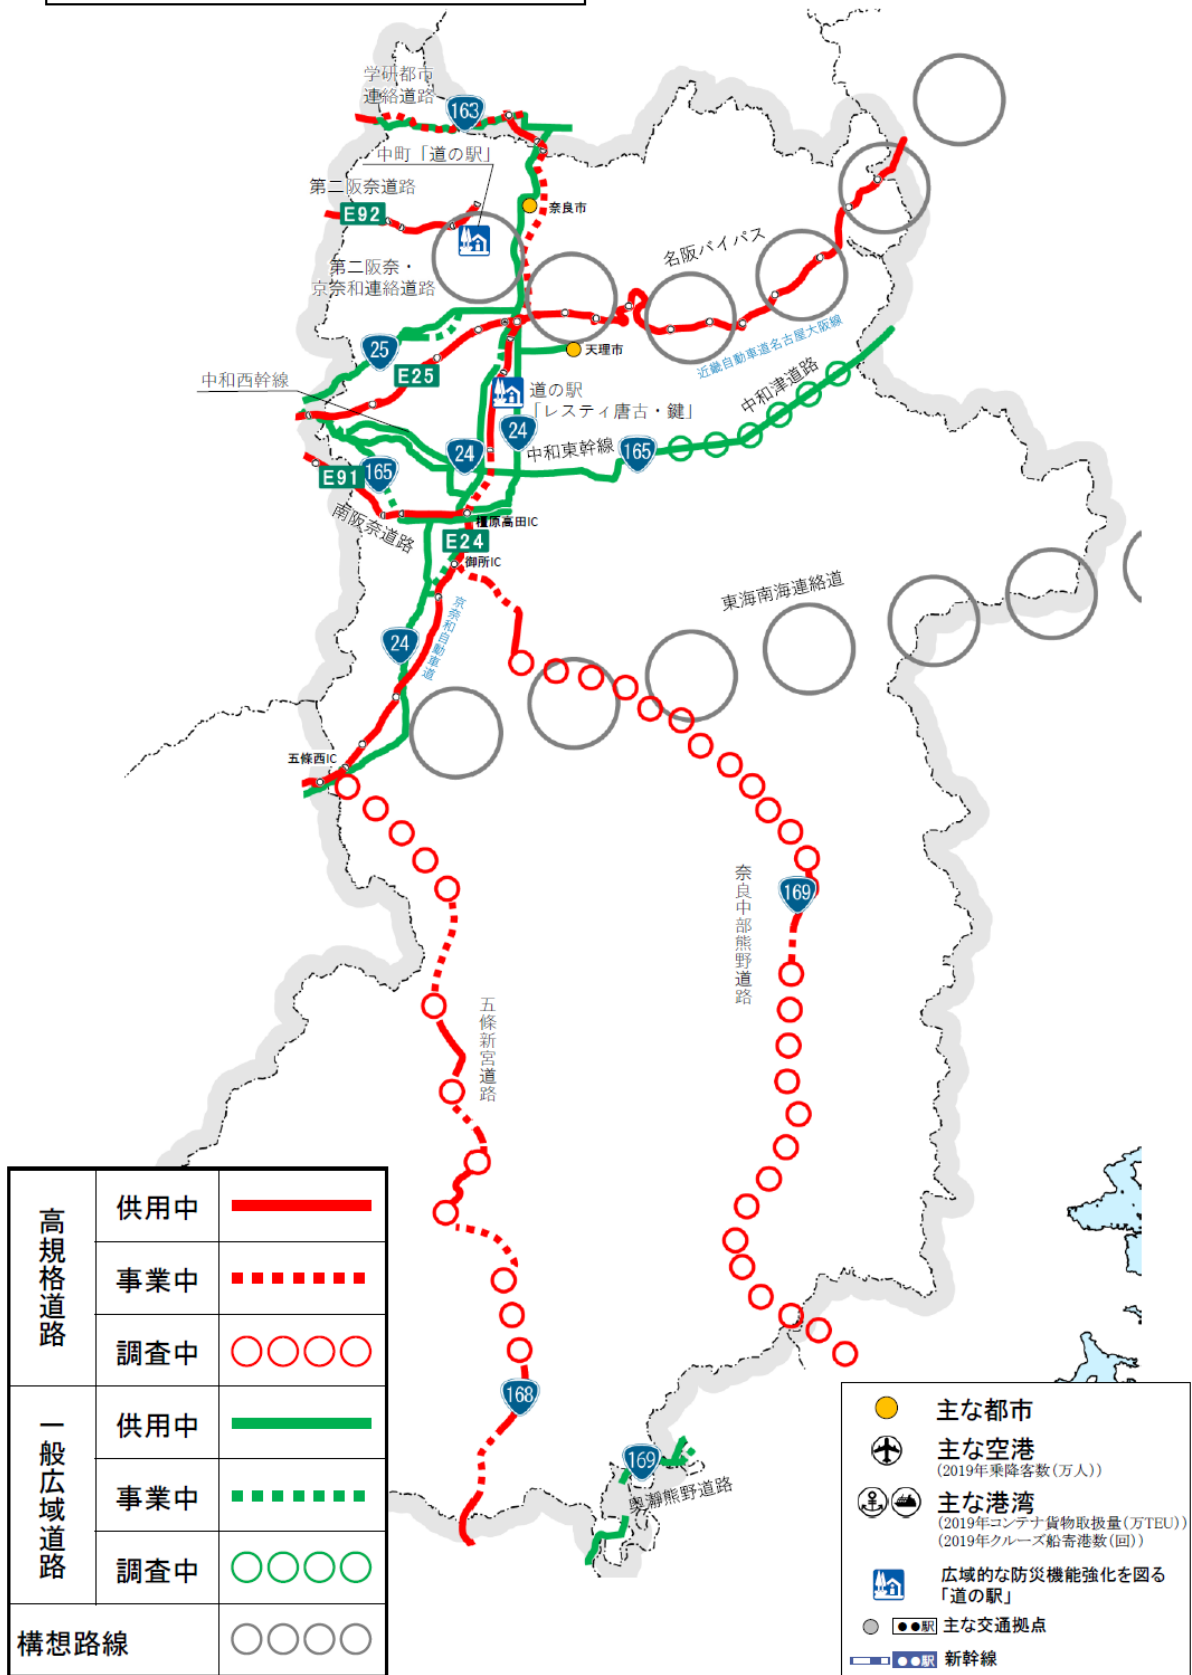 学研都市
連絡道路
163
中町「道の駅」
第二阪奈道路
E92
奈良市
名阪バイパス
第二阪奈・
京奈和連絡道路
25
E25
天理市
近畿自動車道名古屋大阪線
中和西幹線
道の駅
「レスティ唐古・鍵」
中和津道路
24
24
中和東幹線
165
165
E91
南阪奈道路
橿原高田IC
E24
御所IC
東海南海連絡道
京奈和自動車道
24
五條西IC
奈良中部熊野道路
169
五條新宮道路
168
169
奥瀞熊野道路
高規格道路
供用中
事業中
調査中
一般広域道路
供用中
事業中
調査中
構想路線
主な都市
主な空港
(2019年乗降客数(万人))
主な港湾
(2019年コンテナ貨物取扱量(万TEU))
(2019年クルーズ船寄港数(回))
広域的な防災機能強化を図る
「道の駅」
●●駅 主な交通拠点
●●駅 新幹線